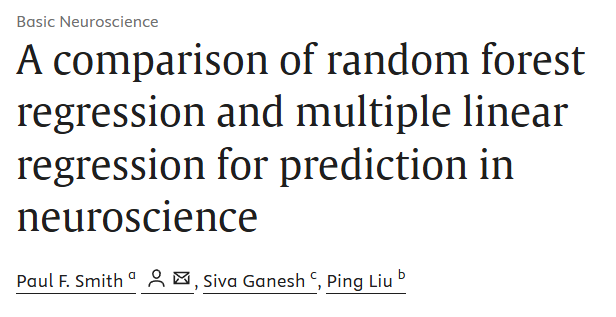 Basic Neuroscience
A comparison of random forest
regression and multiple linear
regression for prediction in
neuroscience
Paul F. Smith a, Siva Ganesh c, Ping Liu b